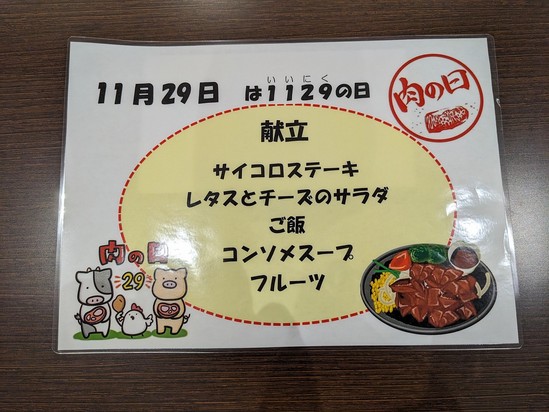 いいにく
11月29日 は1129の日
肉の日
献立
サイコロステーキ
レタスとチーズのサラダ
ご飯
コンソメスープ
フルーツ
肉の日
29